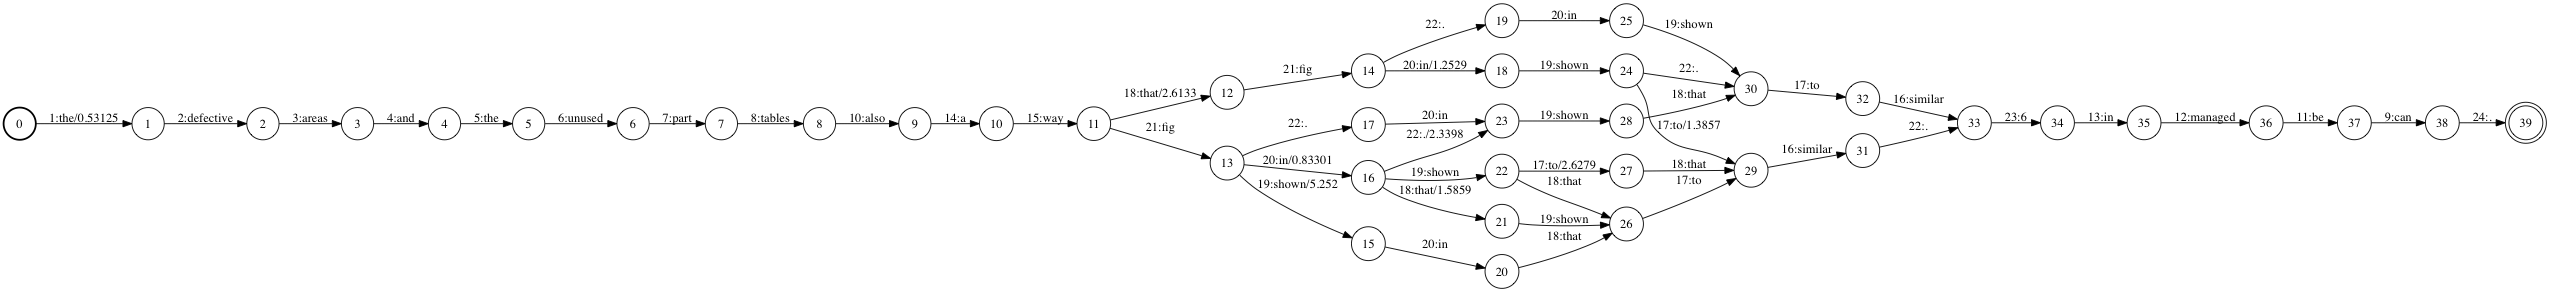 0 1:the/0.53125 1 2:defective 2 3:areas 3 4:and 4 5:the 5 6:unused 6 7:part 7 8:tables 8 10:also 9 14:a 10 15:way 11
18:that/2.6133 12 21:fig 14
22:. 19 20:in 25 19:shown
20:in/1.2529 18 19:shown 24 22:. 30 17:to 32 16:similar
21:fig 13
22:. 17 20:in 23 19:shown 28 18:that
17:to/1.3857
20:in/0.83301 16 22:./2.3398
19:shown 22 17:to/2.6279 27 18:that 29 16:similar 31 22:.
18:that 17:to
18:that/1.5859 21 19:shown 26
19:shown/5.252 15 20:in 20 18:that
33 23:6 34 13:in 35 12:managed 36 11:be 37 9:can 38 24:. 39